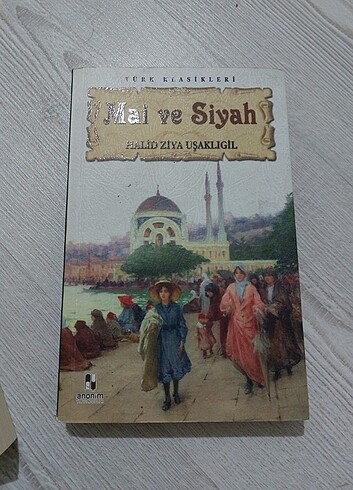 TÜRK KLASİKLERİ
Mai ve Siyah
HALİD ZİYA UŞAKLIGİL
anonim